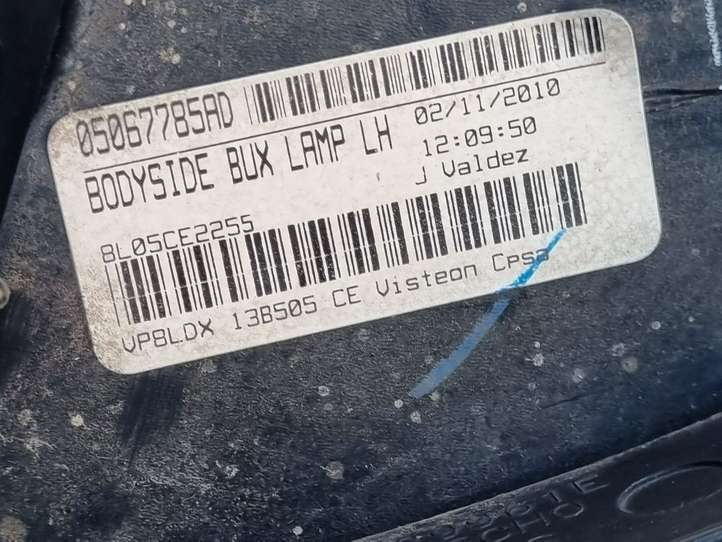 05067785AD
BODYSIDE BUX LAMP LH
02/11/2010
12:09:50
J Valdez
8L05CE2255
VP8LDX 13B505 CE Visteon Cpsa